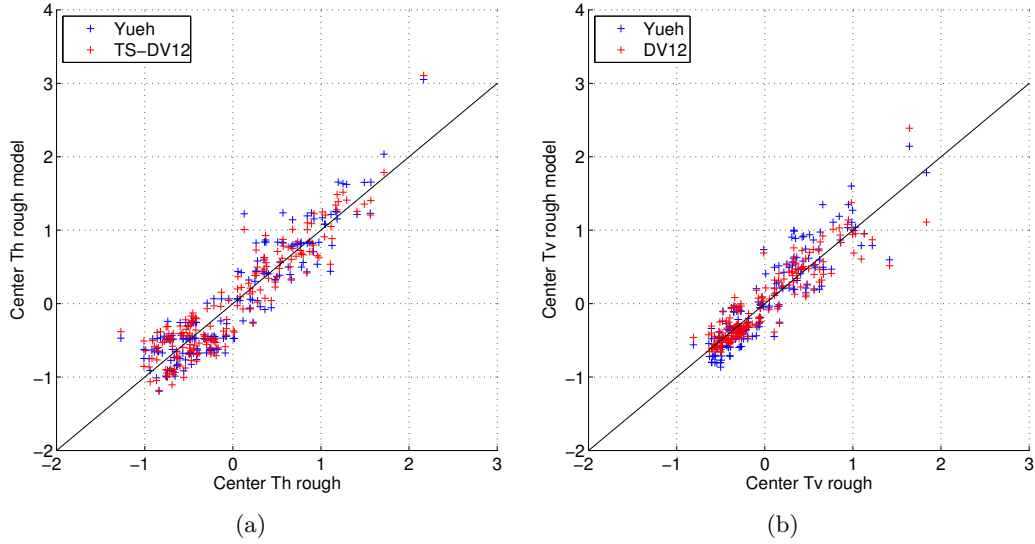 4
3
2
1
0
−1
−2
−2
−1
0
1
2
3
Center Th rough model
Center Th rough
Yueh
TS−DV12
(a)
4
3
2
1
0
−1
−2
−2
−1
0
1
2
3
Center Tv rough model
Center Tv rough
Yueh
DV12
(b)